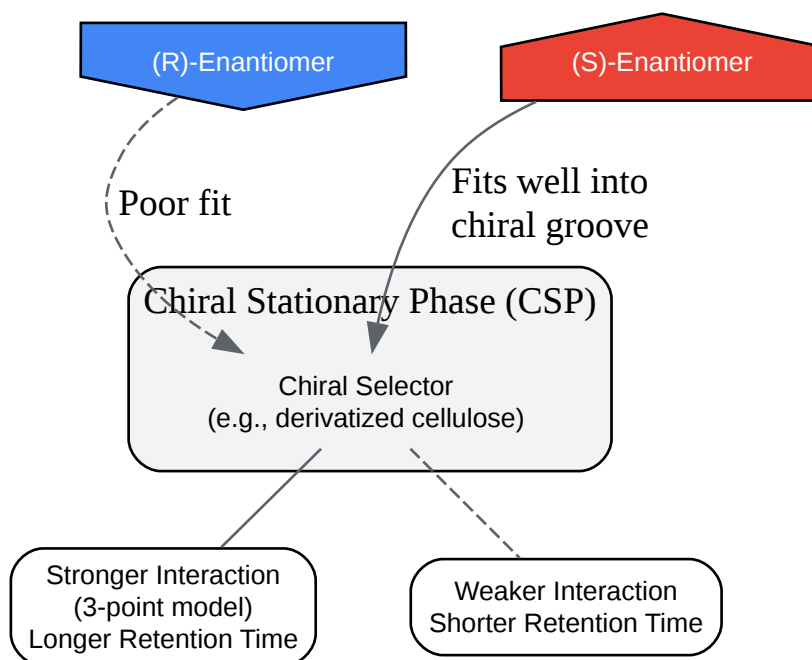 (R)-Enantiomer
(S)-Enantiomer
Poor fit
Fits well into
chiral groove
Chiral Stationary Phase (CSP)
Chiral Selector
(e.g., derivatized cellulose)
Stronger Interaction
(3-point model)
Longer Retention Time
Weaker Interaction
Shorter Retention Time